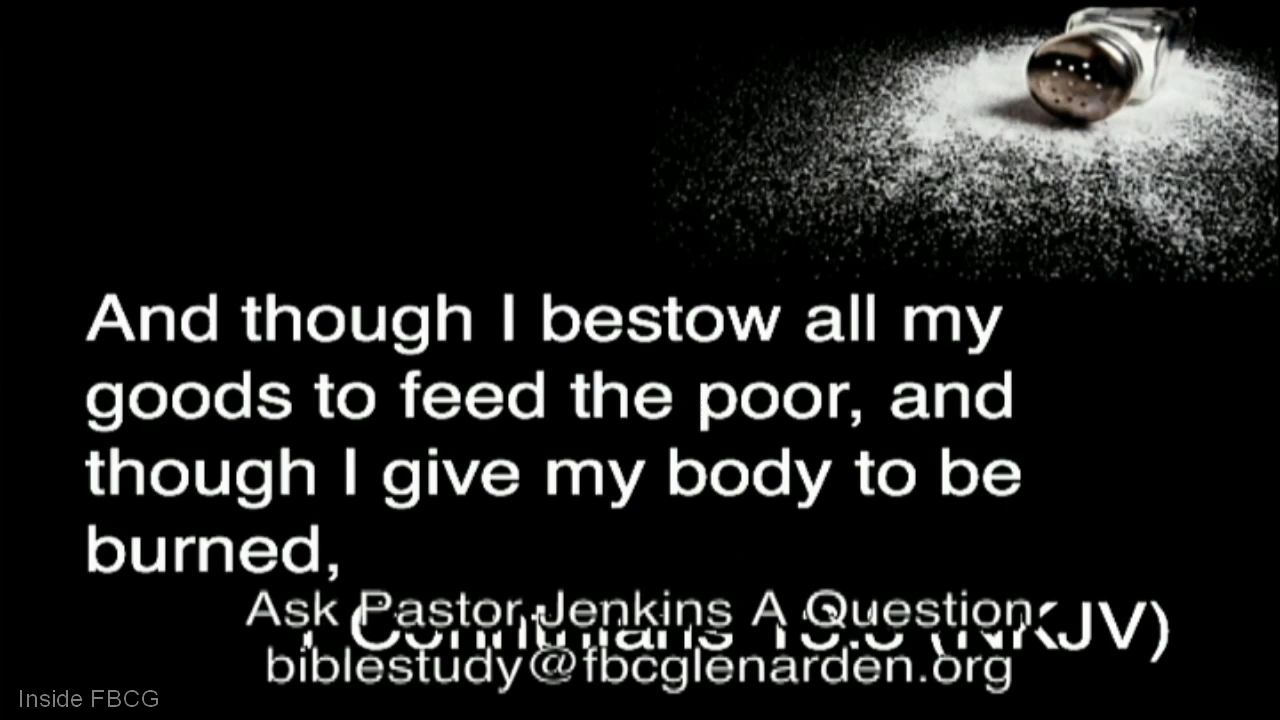 And though I bestow all my
goods to feed the poor, and
though I give my body to be
burned,
Ask Pastor Jenkins A Question
1 Corinthians 13:3 (NKJV)
biblestudy@fbcglenarden.org
Inside FBCG